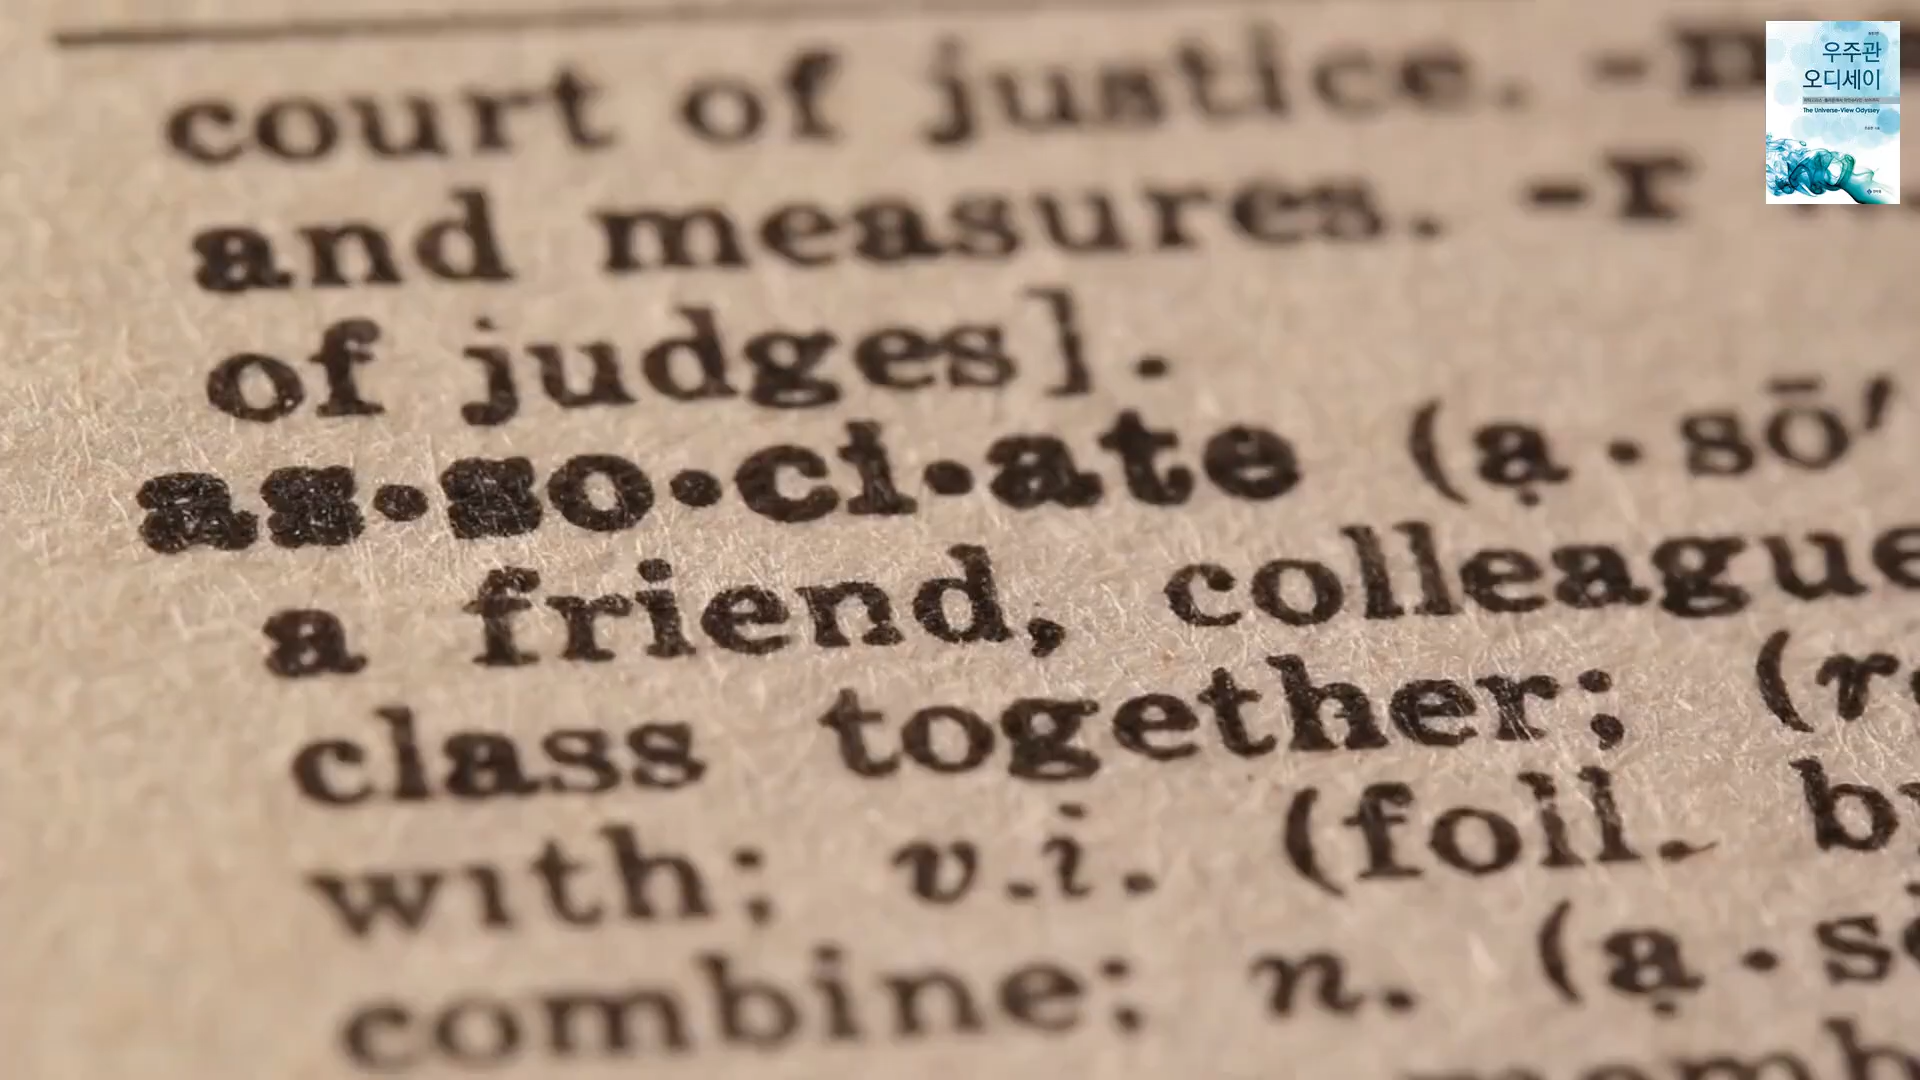 court of justice.
and measures. -r
of judges].
as·so·ci·ate (ạ·sō′
a friend, colleague
class together;
with; v.i. (foll.
combine; n. (ạ·sō
우주관
오디세이
The Universe-View Odyssey